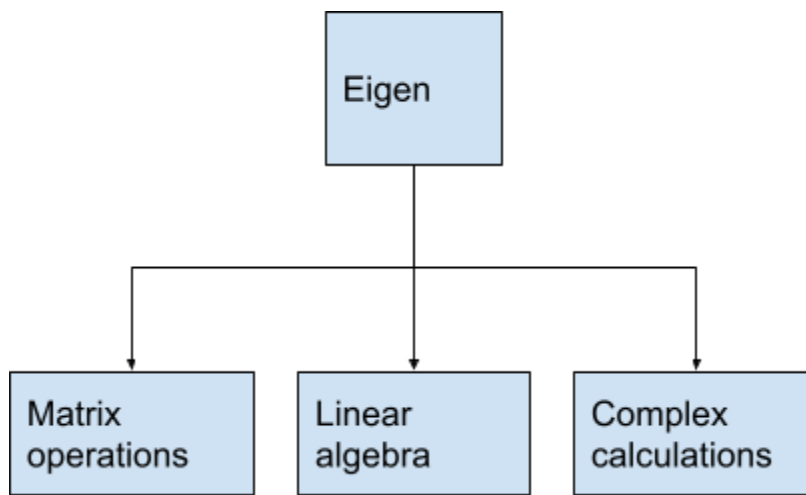 Eigen
Matrix
operations
Linear
algebra
Complex
calculations